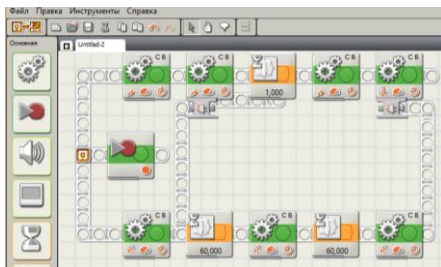 Файл Правка Инструменты Справка
Основная
Untitled-2
C B
C B
C B
C B
1,000
C B
C B
C B
60,000
60,000